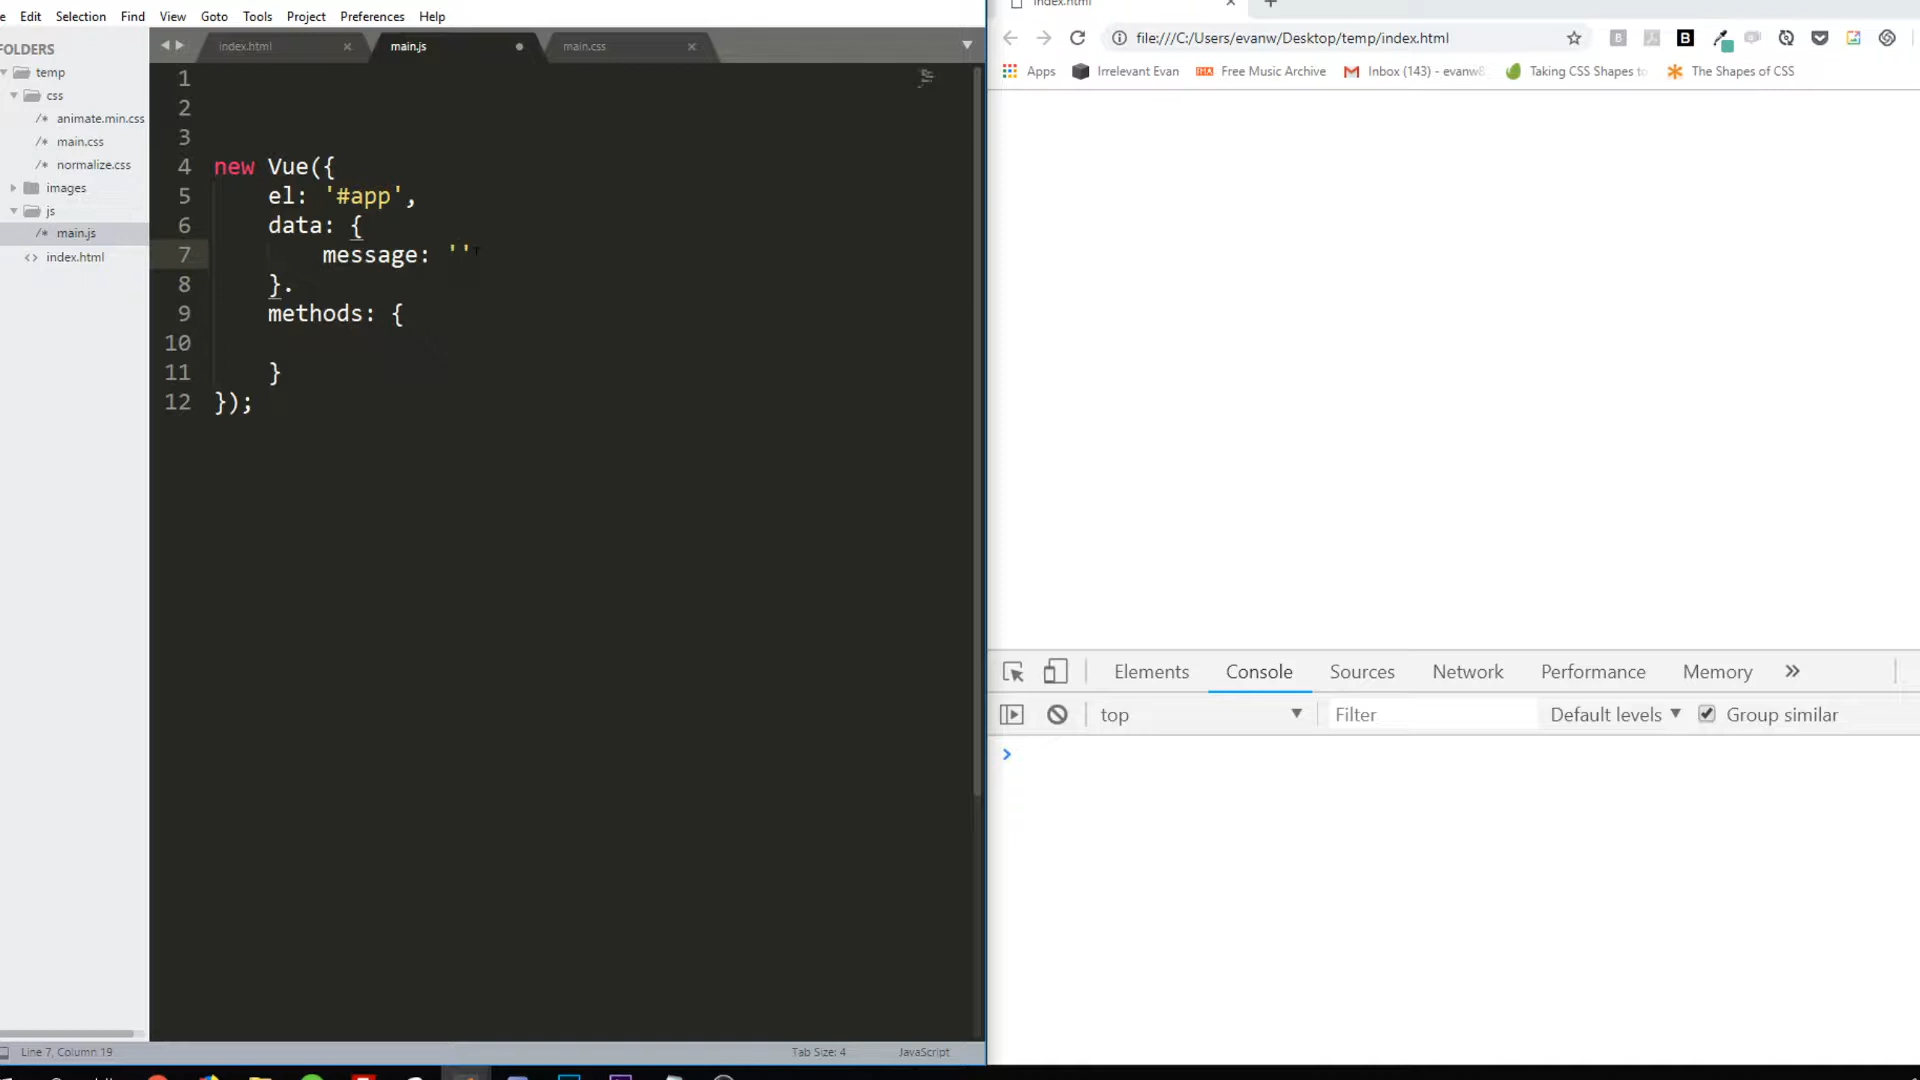 e Edit Selection Find View Goto Tools Project Preferences Help
FOLDERS
temp
css
/* animate.min.css
/* main.css
/* normalize.css
images
js
/* main.js
<> index.html
index.html × main.js main.css ×
1
2
3
4 new Vue({
5 el: '#app',
6 data: {
7 message: ''
8 }.
9 methods: {
10
11 }
12 });
Line 7, Column 19 Tab Size: 4 JavaScript
index.html ×
file:///C:/Users/evanw/Desktop/temp/index.html
Apps Irrelevant Evan Free Music Archive Inbox (143) - evanw8 Taking CSS Shapes to The Shapes of CSS
Elements Console Sources Network Performance Memory »
top Filter Default levels Group similar
>